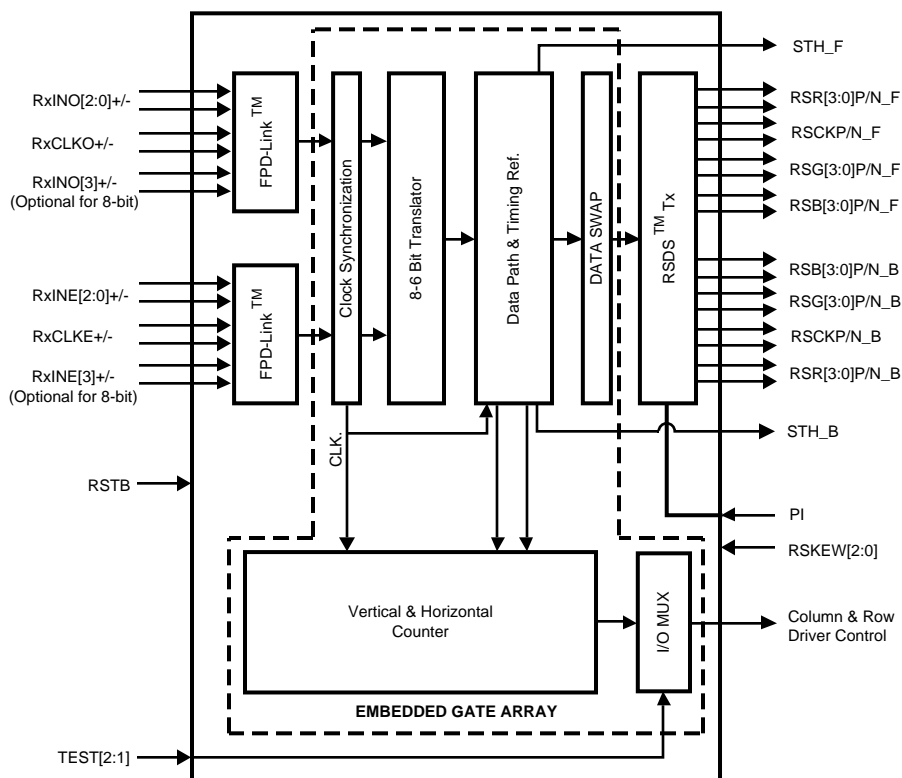 STH_F
RxINO[2:0]+/-
RxCLKO+/-
RxINO[3]+/-
(Optional for 8-bit)
FPD-Link TM
RxINE[2:0]+/-
RxCLKE+/-
RxINE[3]+/-
(Optional for 8-bit)
FPD-Link TM
Clock Synchronization
8-6 Bit Translator
Data Path & Timing Ref.
DATA SWAP
RSDS TM Tx
RSR[3:0]P/N_F
RSCKP/N_F
RSG[3:0]P/N_F
RSB[3:0]P/N_F
RSB[3:0]P/N_B
RSG[3:0]P/N_B
RSCKP/N_B
RSR[3:0]P/N_B
STH_B
CLK.
RSTB
PI
RSKEW[2:0]
Vertical & Horizontal
Counter
I/O MUX
Column & Row
Driver Control
EMBEDDED GATE ARRAY
TEST[2:1]